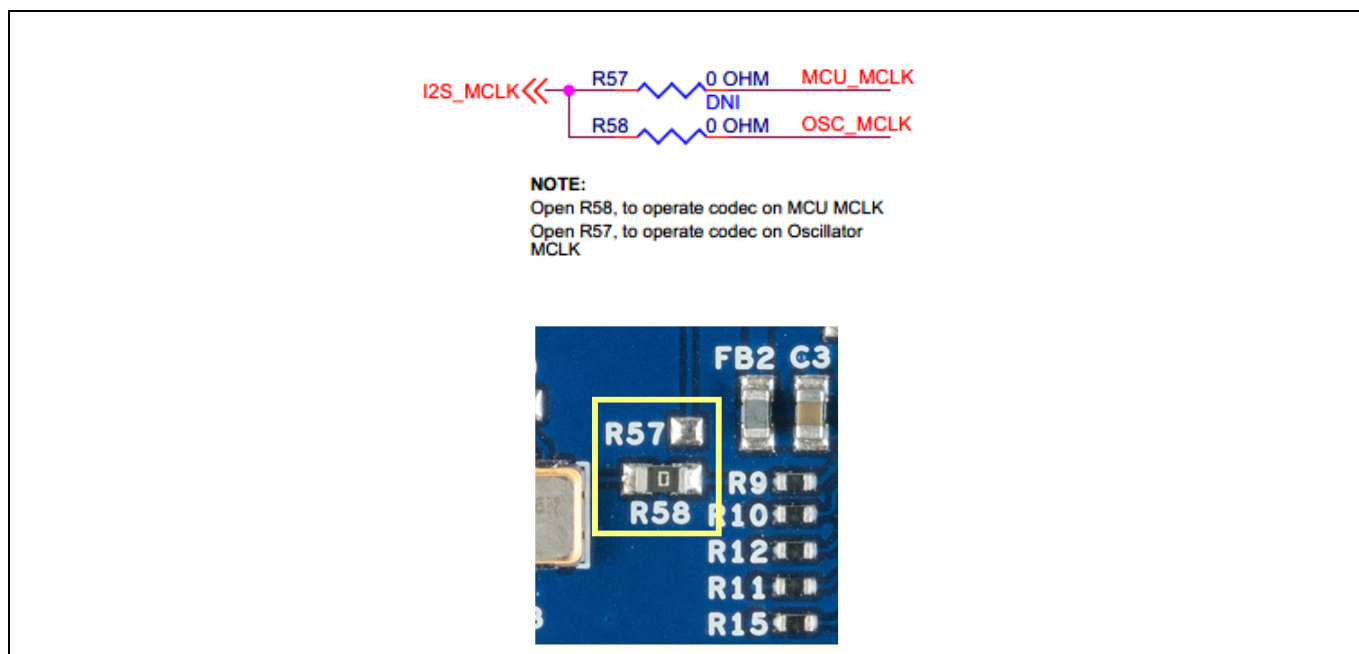 R57 0 OHM MCU_MCLK
I2S_MCLK
DNI
R58 0 OHM OSC_MCLK
NOTE:
Open R58, to operate codec on MCU MCLK
Open R57, to operate codec on Oscillator
MCLK
FB2 C3
R57
R9
R58 R10
R12
R11
R15